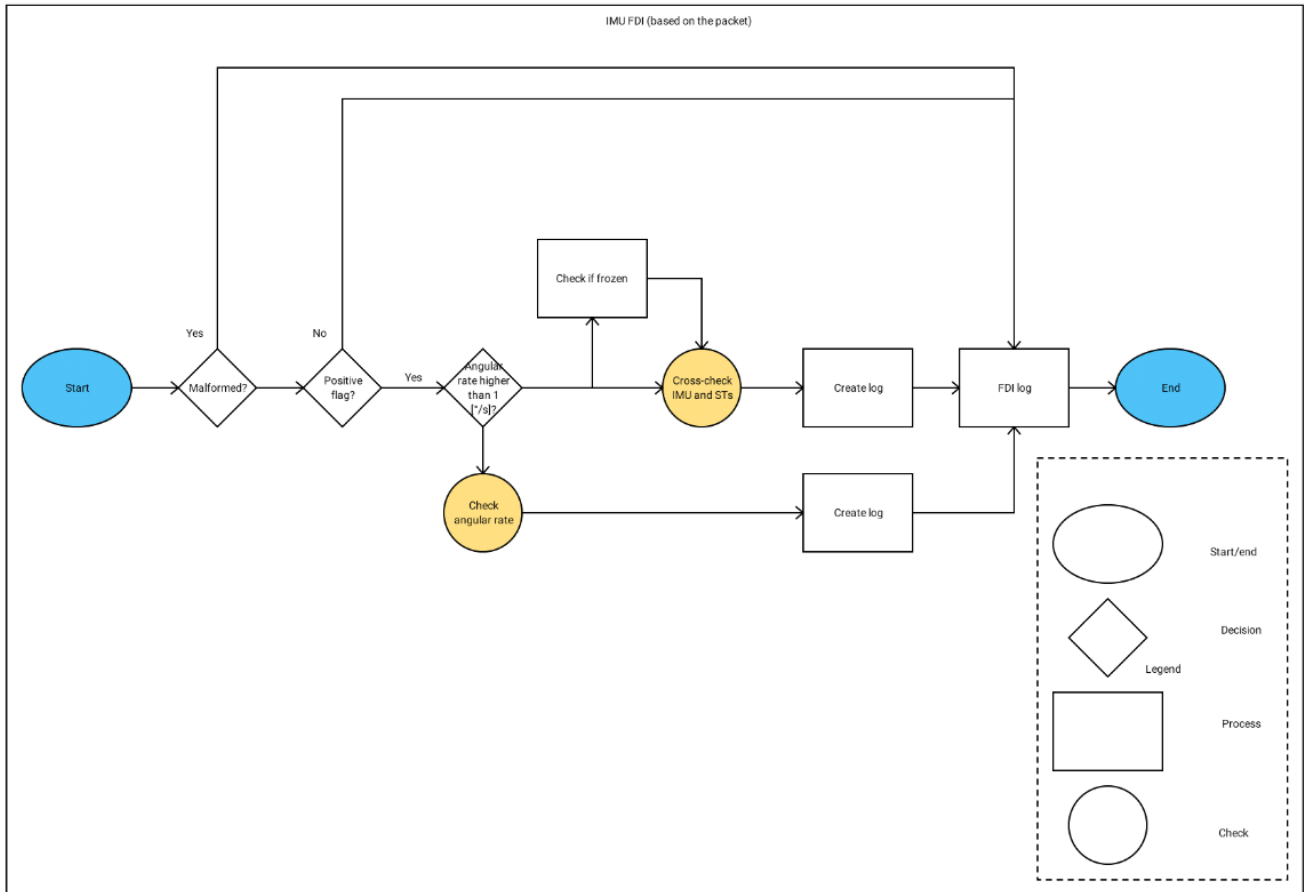 IMU FDI (based on the packet)
Check if frozen
Yes
No
Start
Malformed?
Positive
flag?
Yes
Angular
rate higher
than 1
[°/s]?
Cross-check
IMU and STs
Create log
FDI log
End
Check
angular rate
Create log
Start/end
Decision
Legend
Process
Check